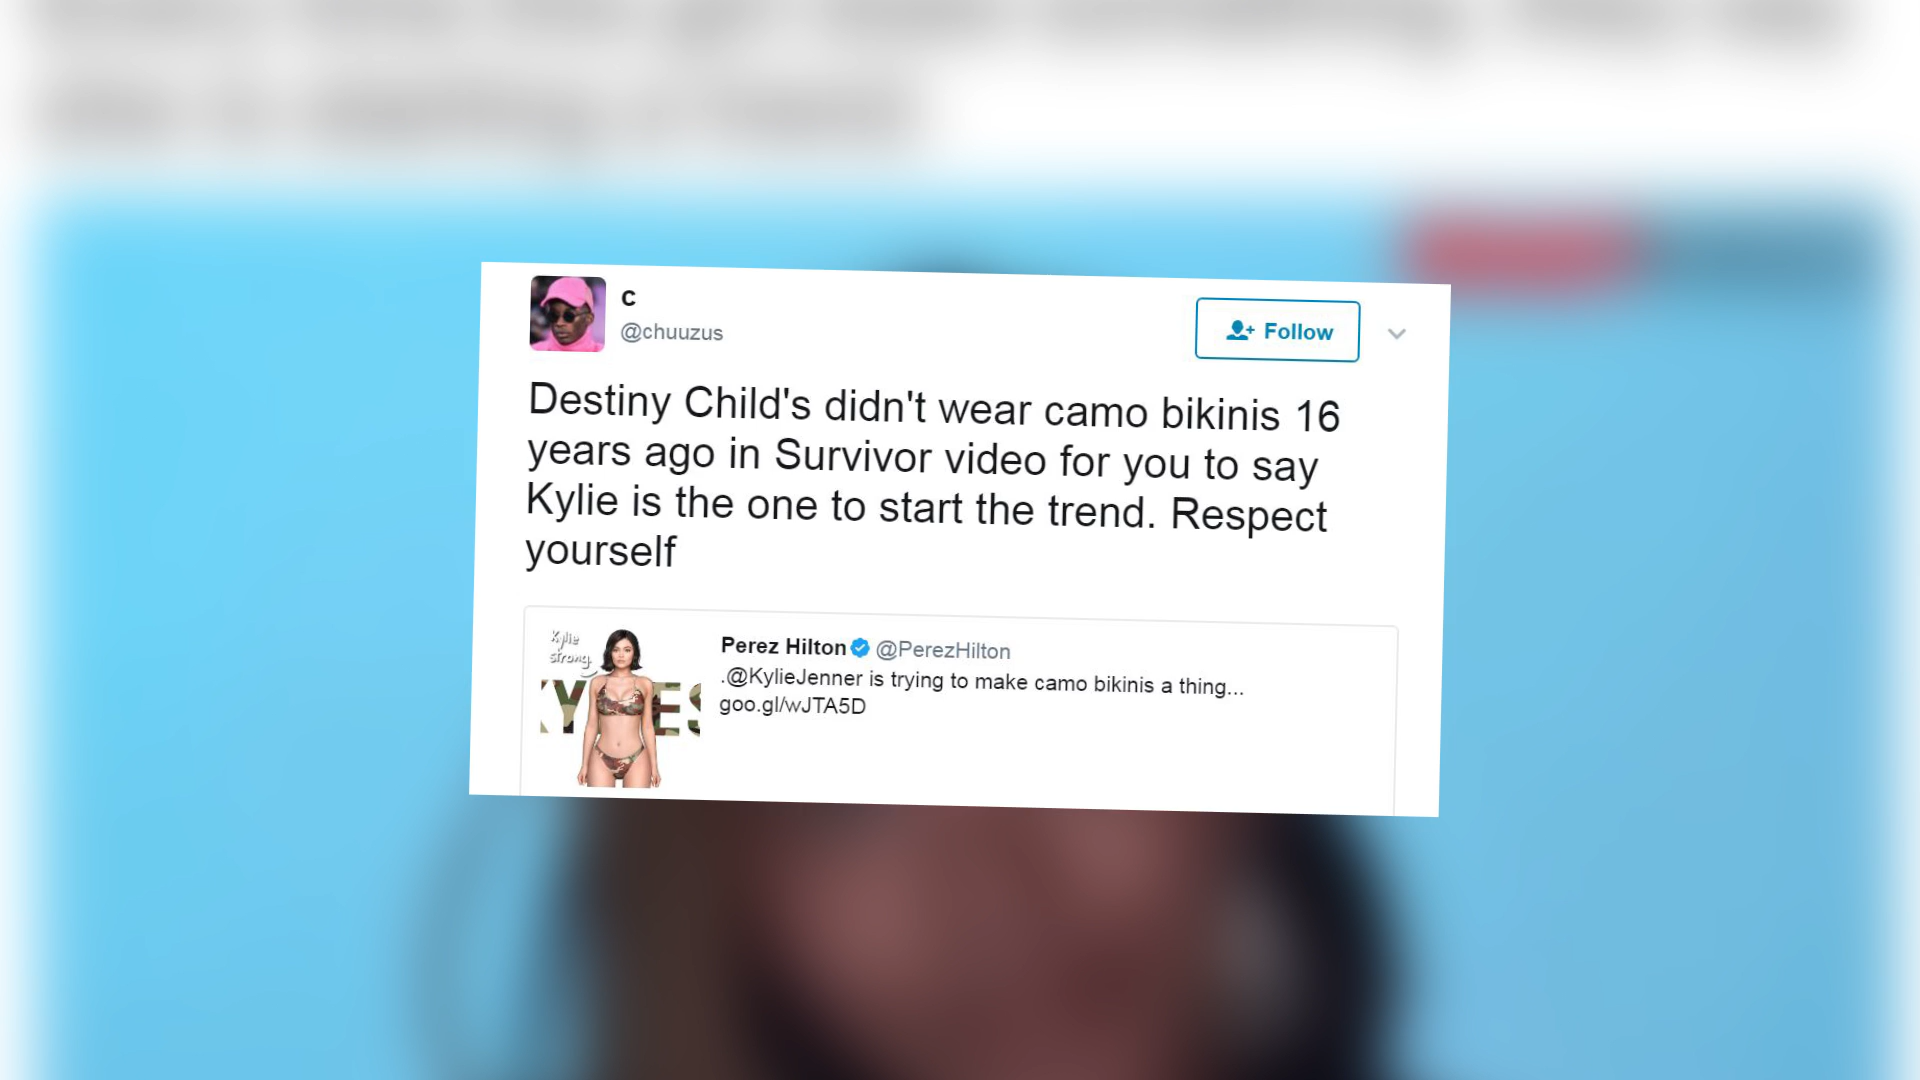 c
@chuuzus
Follow
Destiny Child's didn't wear camo bikinis 16
years ago in Survivor video for you to say
Kylie is the one to start the trend. Respect
yourself
Kylie
strong
KY ES
Perez Hilton @PerezHilton
.@KylieJenner is trying to make camo bikinis a thing...
goo.gl/wJTA5D